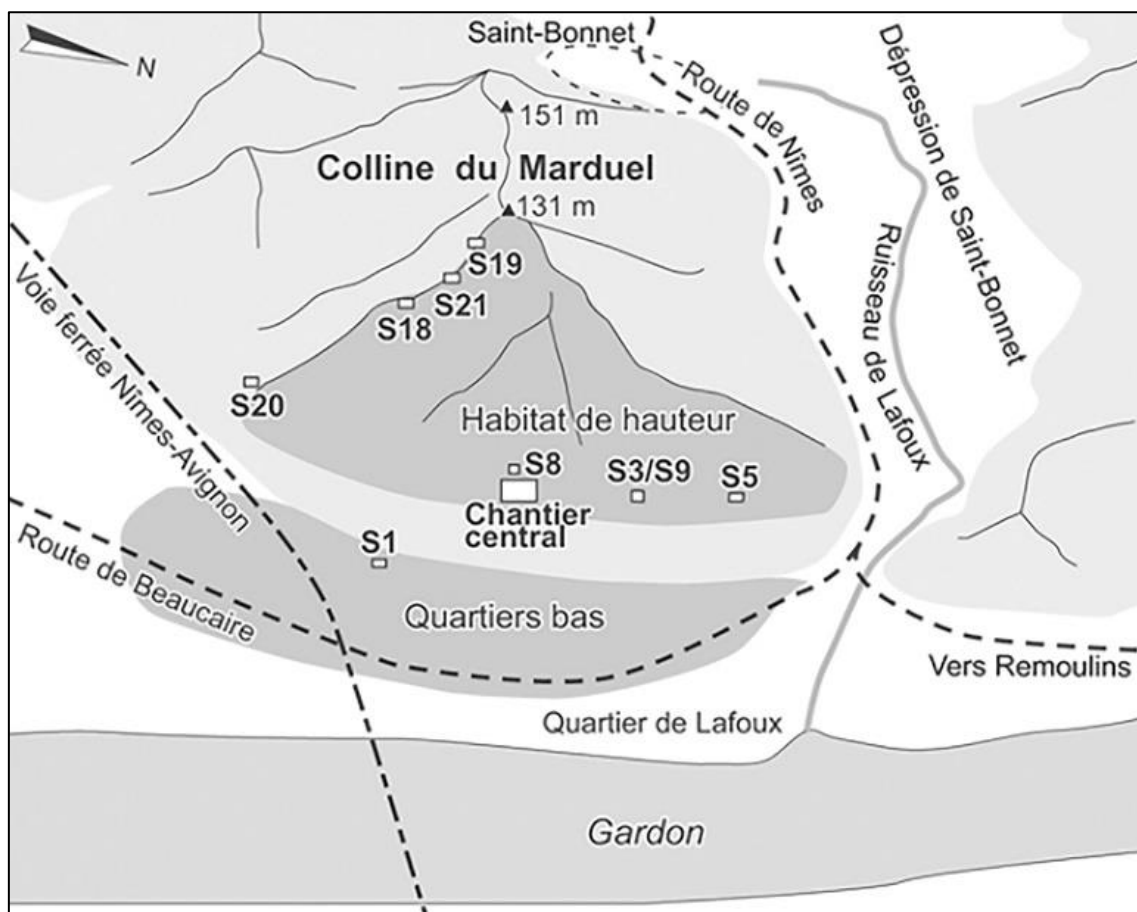 Saint-Bonnet
N
Route de Nîmes
Dépression de Saint-Bonnet
151 m
Colline du Marduel
131 m
S19
S21
S18
Ruisseau de Lafoux
Voie ferrée Nîmes-Avignon
S20
Habitat de hauteur
S8
S3/S9
S5
Chantier
central
S1
Route de Beaucaire
Quartiers bas
Vers Remoulins
Quartier de Lafoux
Gardon